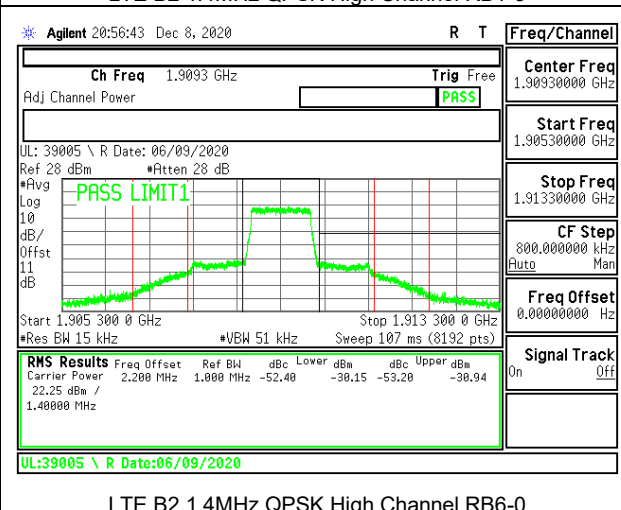 Agilent 20:56:43 Dec 8, 2020 R T
Freq/Channel
Ch Freq 1.9093 GHz Trig Free
Adj Channel Power PASS
Center Freq
1.90930000 GHz
Start Freq
1.90530000 GHz
Stop Freq
1.91330000 GHz
CF Step
800.000000 kHz
Auto Man
Freq Offset
0.00000000 Hz
Signal Track
On Off
UL: 39005 \ R Date: 06/09/2020
Ref 28 dBm #Atten 28 dB
#Avg
Log
10
dB/
Offst
11
dB
PASS LIMIT1
Start 1.905 300 0 GHz Stop 1.913 300 0 GHz
#Res BW 15 kHz #VBW 51 kHz Sweep 107 ms (8192 pts)
RMS Results Freq Offset Ref BW dBc Lower dBm dBc Upper dBm
Carrier Power 2.200 MHz 1.000 MHz -52.40 -30.15 -53.20 -30.94
22.25 dBm /
1.40000 MHz
UL:39005 \ R Date:06/09/2020
LTE B2 1.4MHz QPSK High Channel RB6-0